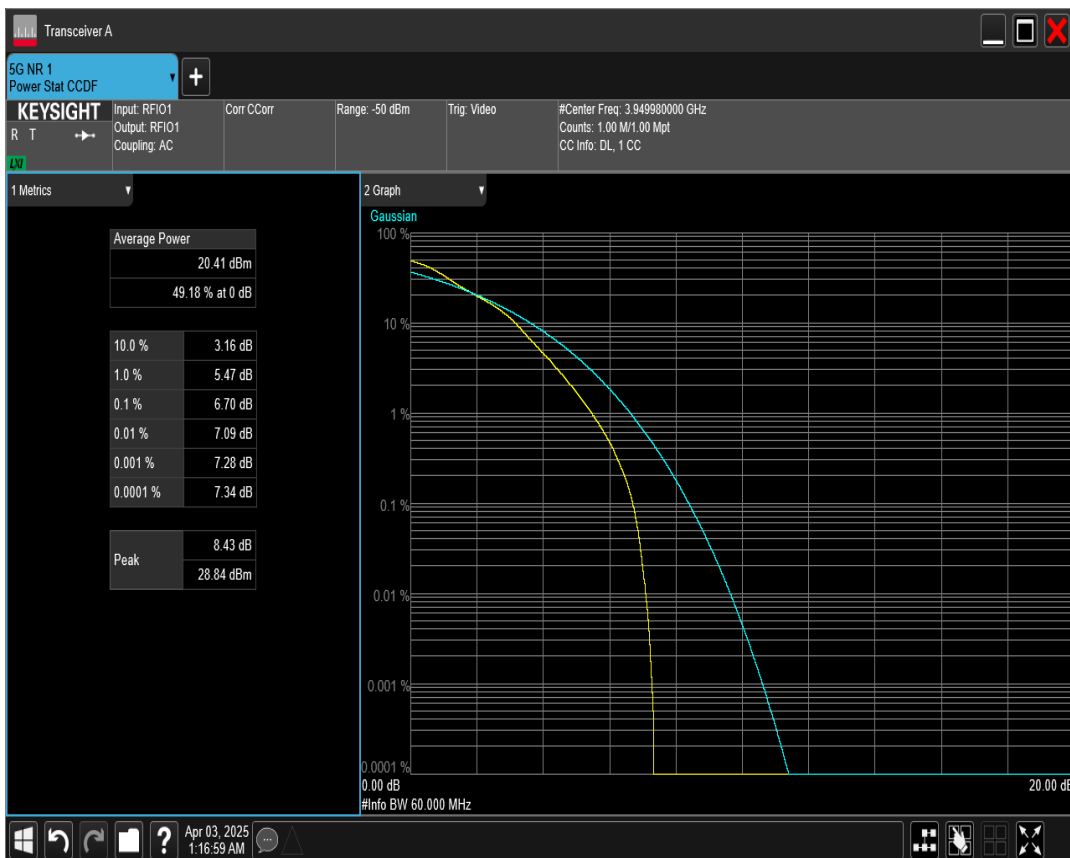 Transceiver A
5G NR 1
Power Stat CCDF
+
KEYSIGHT
R T
LXI
Input: RFIO1
Output: RFIO1
Coupling: AC
Corr CCorr
Range: -50 dBm
Trig: Video
#Center Freq: 3.949980000 GHz
Counts: 1.00 M/1.00 Mpt
CC Info: DL, 1 CC
1 Metrics
Average Power
20.41 dBm
49.18 % at 0 dB
10.0 % 3.16 dB
1.0 % 5.47 dB
0.1 % 6.70 dB
0.01 % 7.09 dB
0.001 % 7.28 dB
0.0001 % 7.34 dB
Peak
8.43 dB
28.84 dBm
2 Graph
Gaussian
100 %
10 %
1 %
0.1 %
0.01 %
0.001 %
0.0001 %
0.00 dB 20.00 dB
#Info BW 60.000 MHz
?
Apr 03, 2025
1:16:59 AM